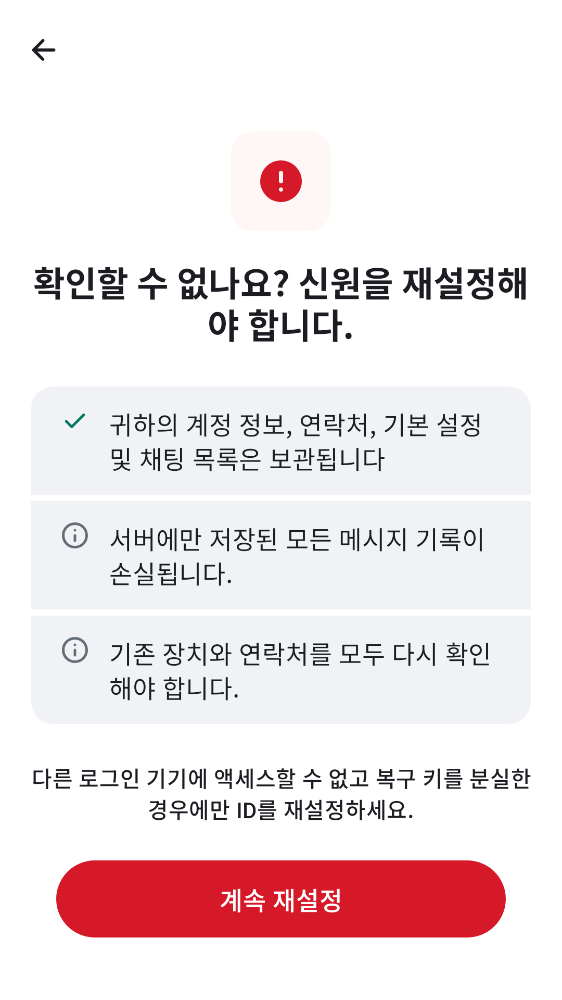 확인할 수 없나요? 신원을 재설정해
야 합니다.
귀하의 계정 정보, 연락처, 기본 설정
및 채팅 목록은 보관됩니다
서버에만 저장된 모든 메시지 기록이
손실됩니다.
기존 장치와 연락처를 모두 다시 확인
해야 합니다.
다른 로그인 기기에 액세스할 수 없고 복구 키를 분실한
경우에만 ID를 재설정하세요.
계속 재설정